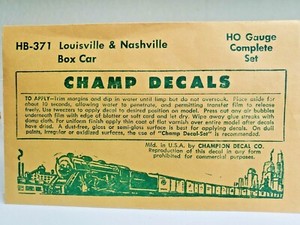 HB-371 Louisville & Nashville
Box Car
HO Gauge
Complete
Set
CHAMP DECALS
TO APPLY—Trim margins and dip in water until limp but do not oversoak. Place aside
for about 10 seconds, allowing water to penetrate, and permitting transfer film to release
freely. Use tweezers to apply decal to desired position on model. Press out any air bubbles
underneath film with edge of blotter or soft card and let dry. Wipe away glue streaks with
damp cloth. For uniform finish apply thin coat of flat varnish over entire model after decals
have dried. A dust-free, gloss or semi-gloss surface is best for applying decals. On dull
paints, irregular or oxidized surfaces, the use of "Champ Decal-Set" is recommended.
Mfd. in U.S.A. by CHAMPION DECAL CO.
Reproduction of this decal in any form
prohibited for commercial purposes.